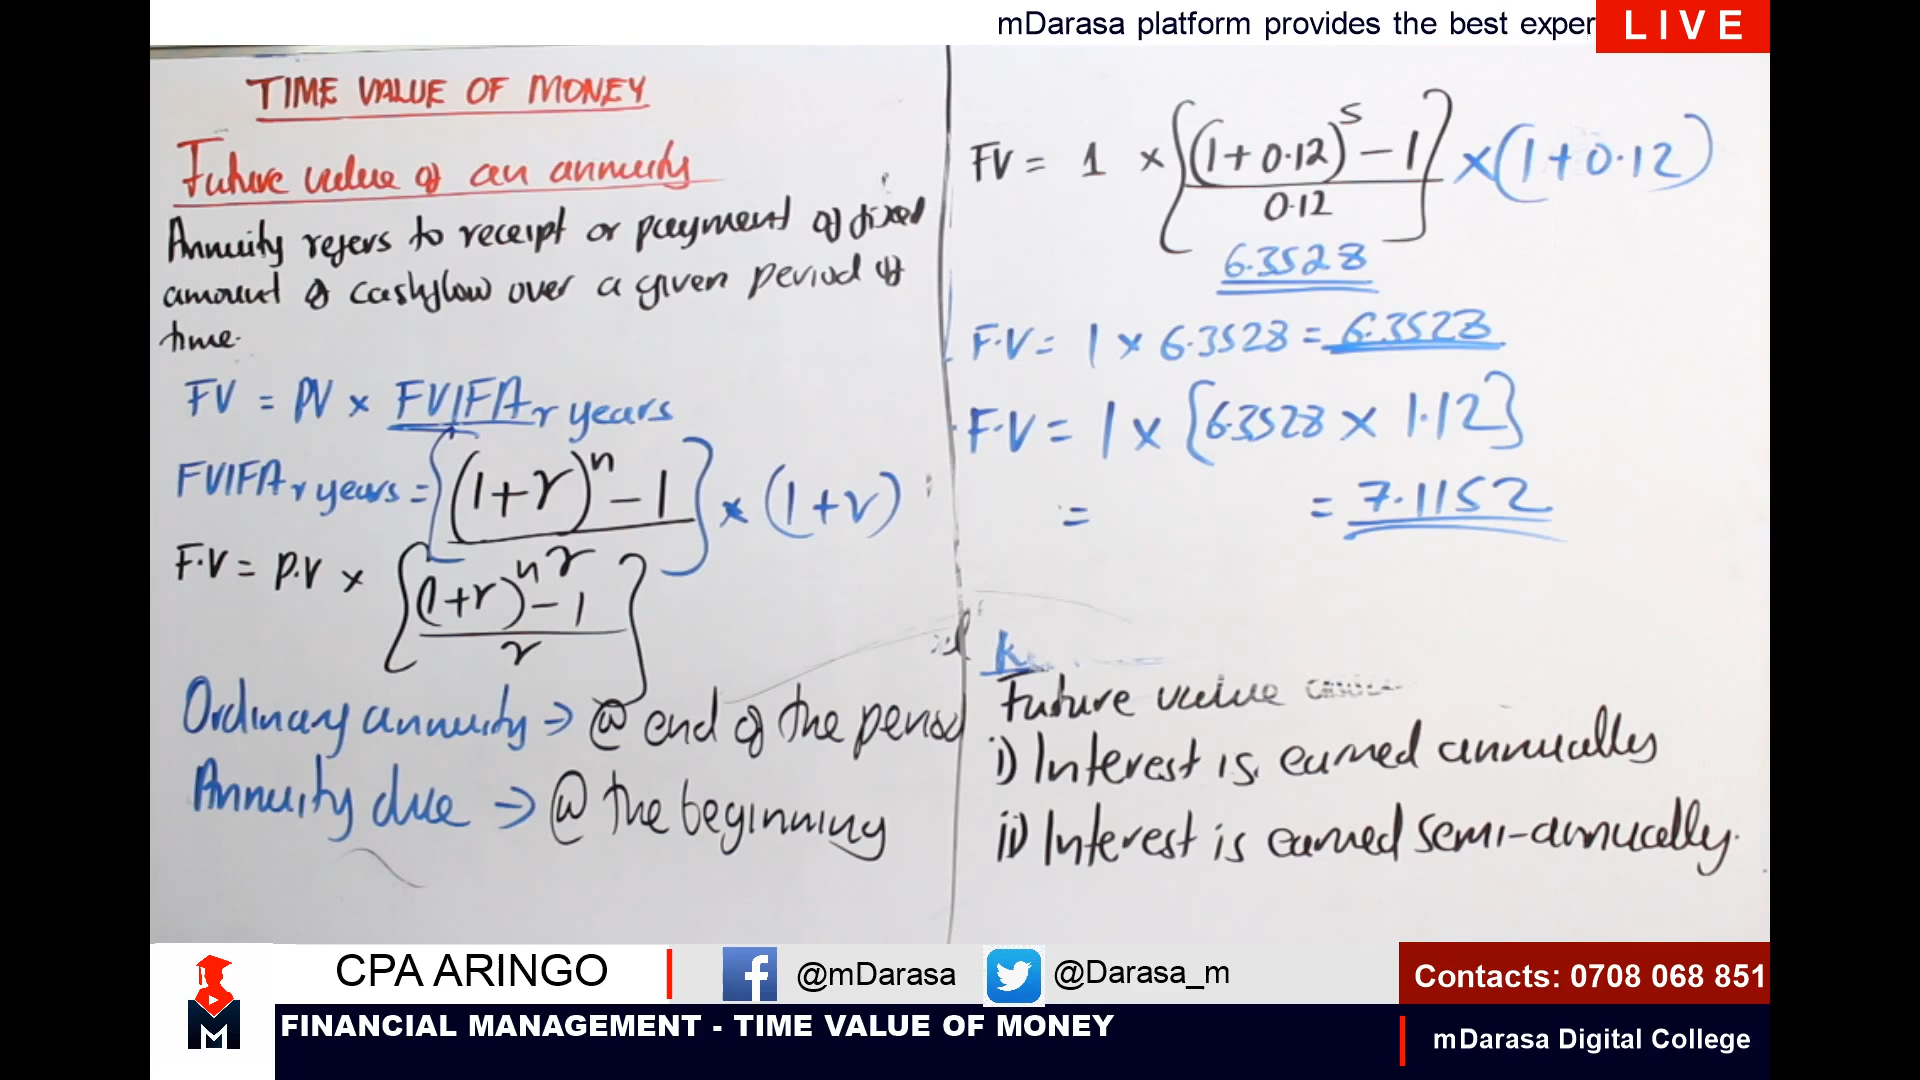 mDarasa platform provides the best exper
LIVE
TIME VALUE OF MONEY
Future value of an annuity
Annuity refers to receipt or payment of fixed
amount of cashflow over a given period of
time.
FV = PV × FVIFA r years
FVIFA r years = [(1+r)^n − 1 / r] × (1+r)
F.V = P.V × [(1+r)^n − 1 / r]
Ordinary annuity → @ end of the period
Annuity due → @ the beginning
FV = 1 × [(1+0.12)^5 − 1 / 0.12] × (1+0.12)
6.3528
F.V = 1 × 6.3528 = 6.3528
F.V = 1 × [6.3528 × 1.12]
= = 7.1152
Future value
i) Interest is earned annually
ii) Interest is earned semi-annually.
CPA ARINGO
@mDarasa
@Darasa_m
Contacts: 0708 068 851
M
FINANCIAL MANAGEMENT - TIME VALUE OF MONEY
mDarasa Digital College